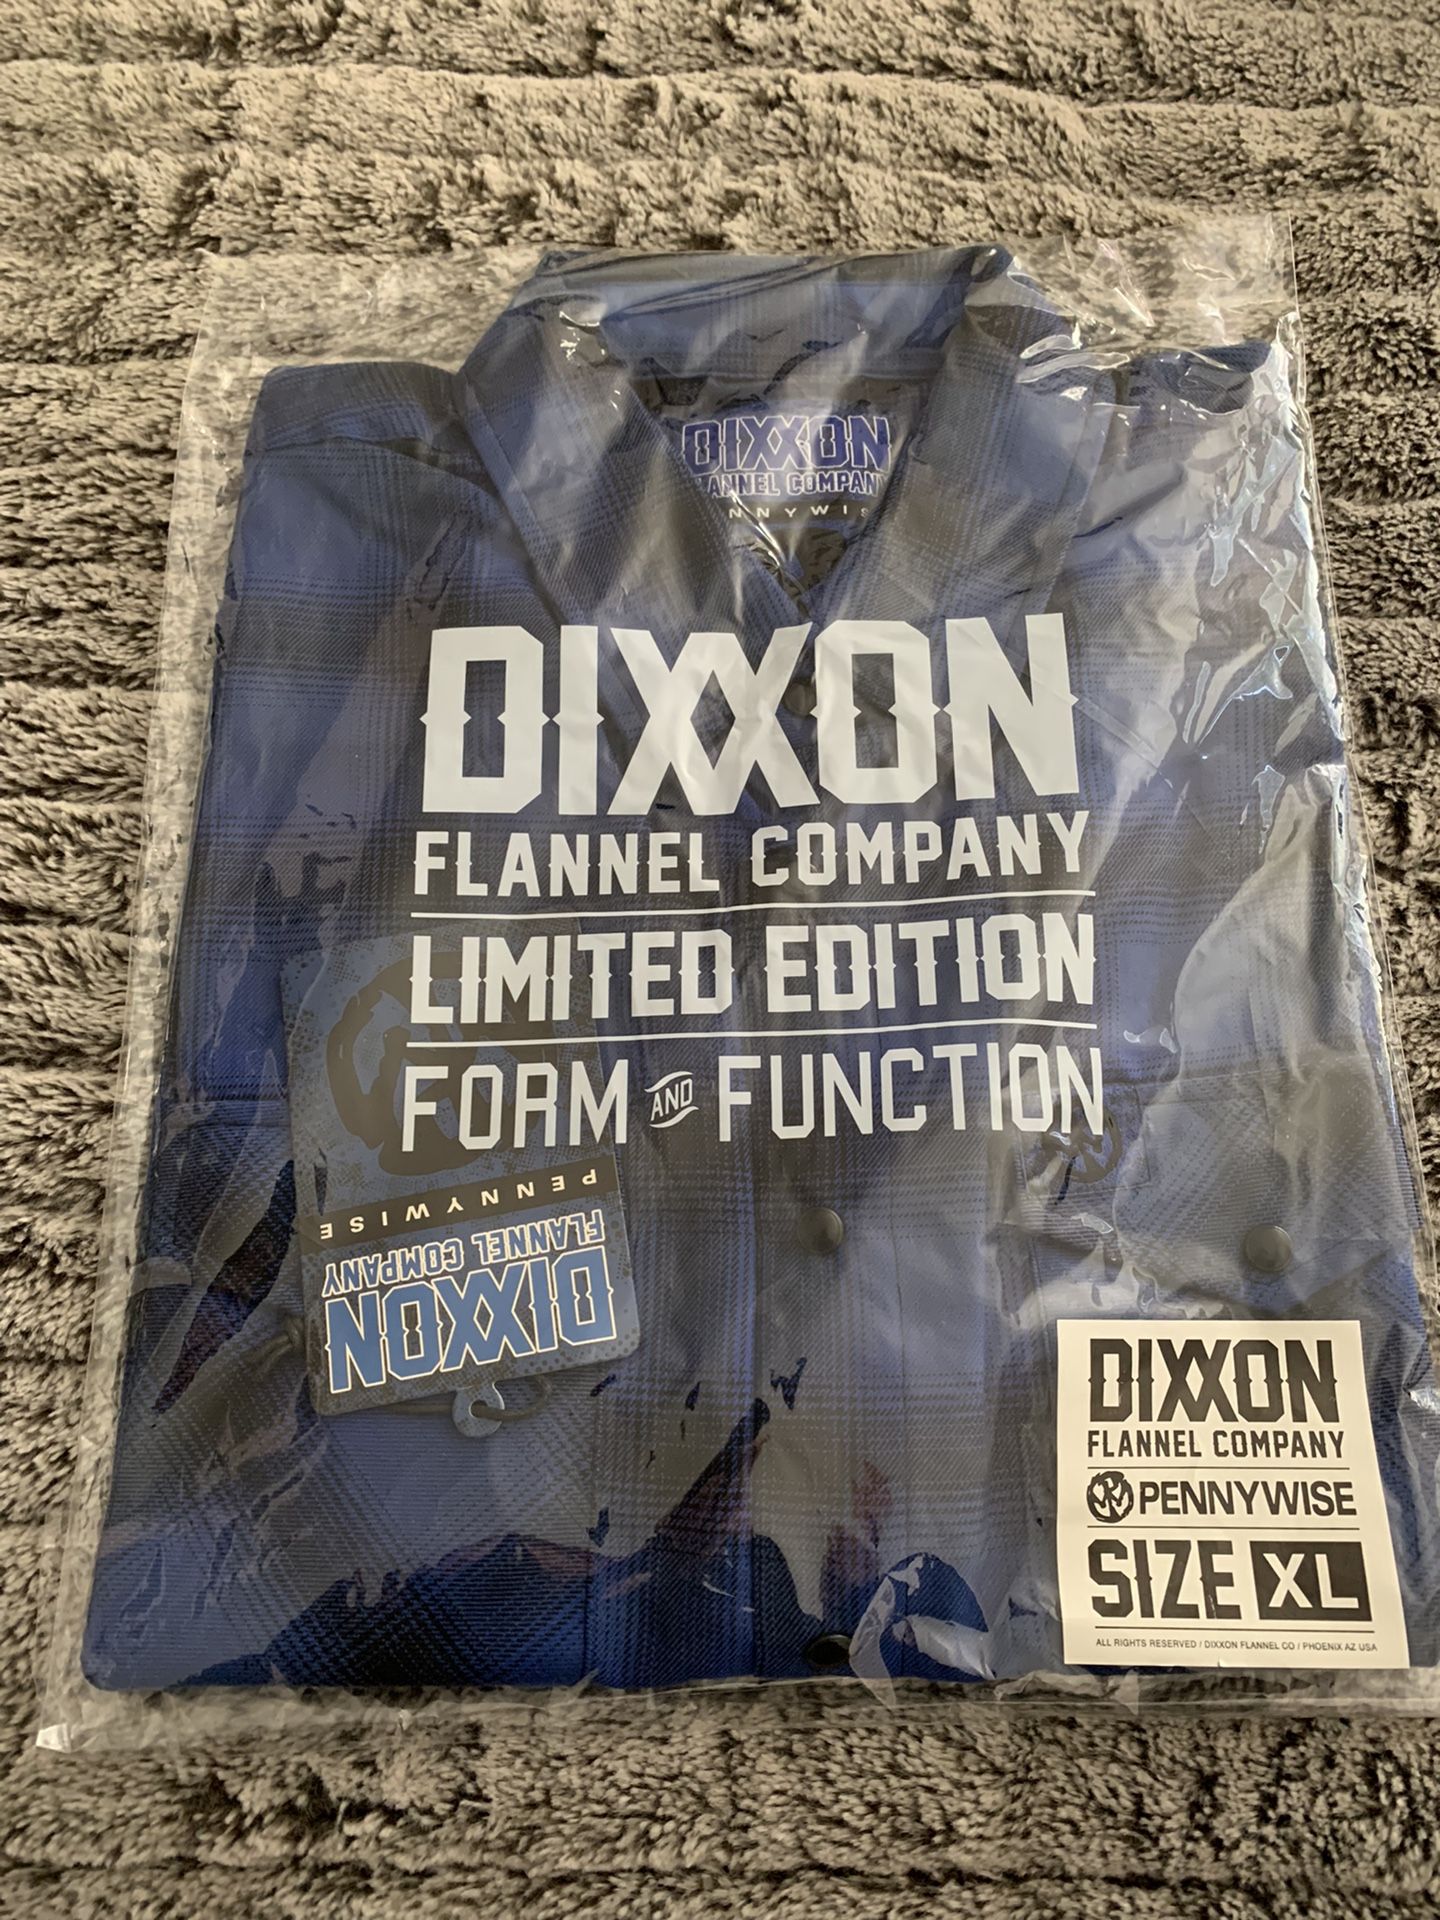 DIXXON
FLANNEL COMPANY
NNYWIS
DIXXON
FLANNEL COMPANY
LIMITED EDITION
FORM AND FUNCTION
PENNYWISE
DIXXON
FLANNEL COMPANY
DIXXON
FLANNEL COMPANY
PENNYWISE
SIZE XL
ALL RIGHTS RESERVED / DIXXON FLANNEL CO / PHOENIX AZ USA